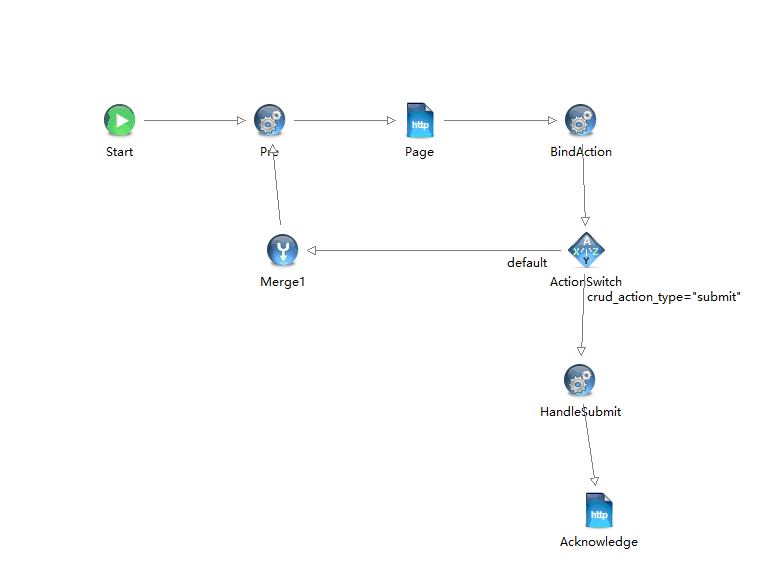 http
Start
Pre
Page
BindAction
A
X
Z
Y
default
Merge1
ActionSwitch
crud_action_type="submit"
HandleSubmit
http
Acknowledge